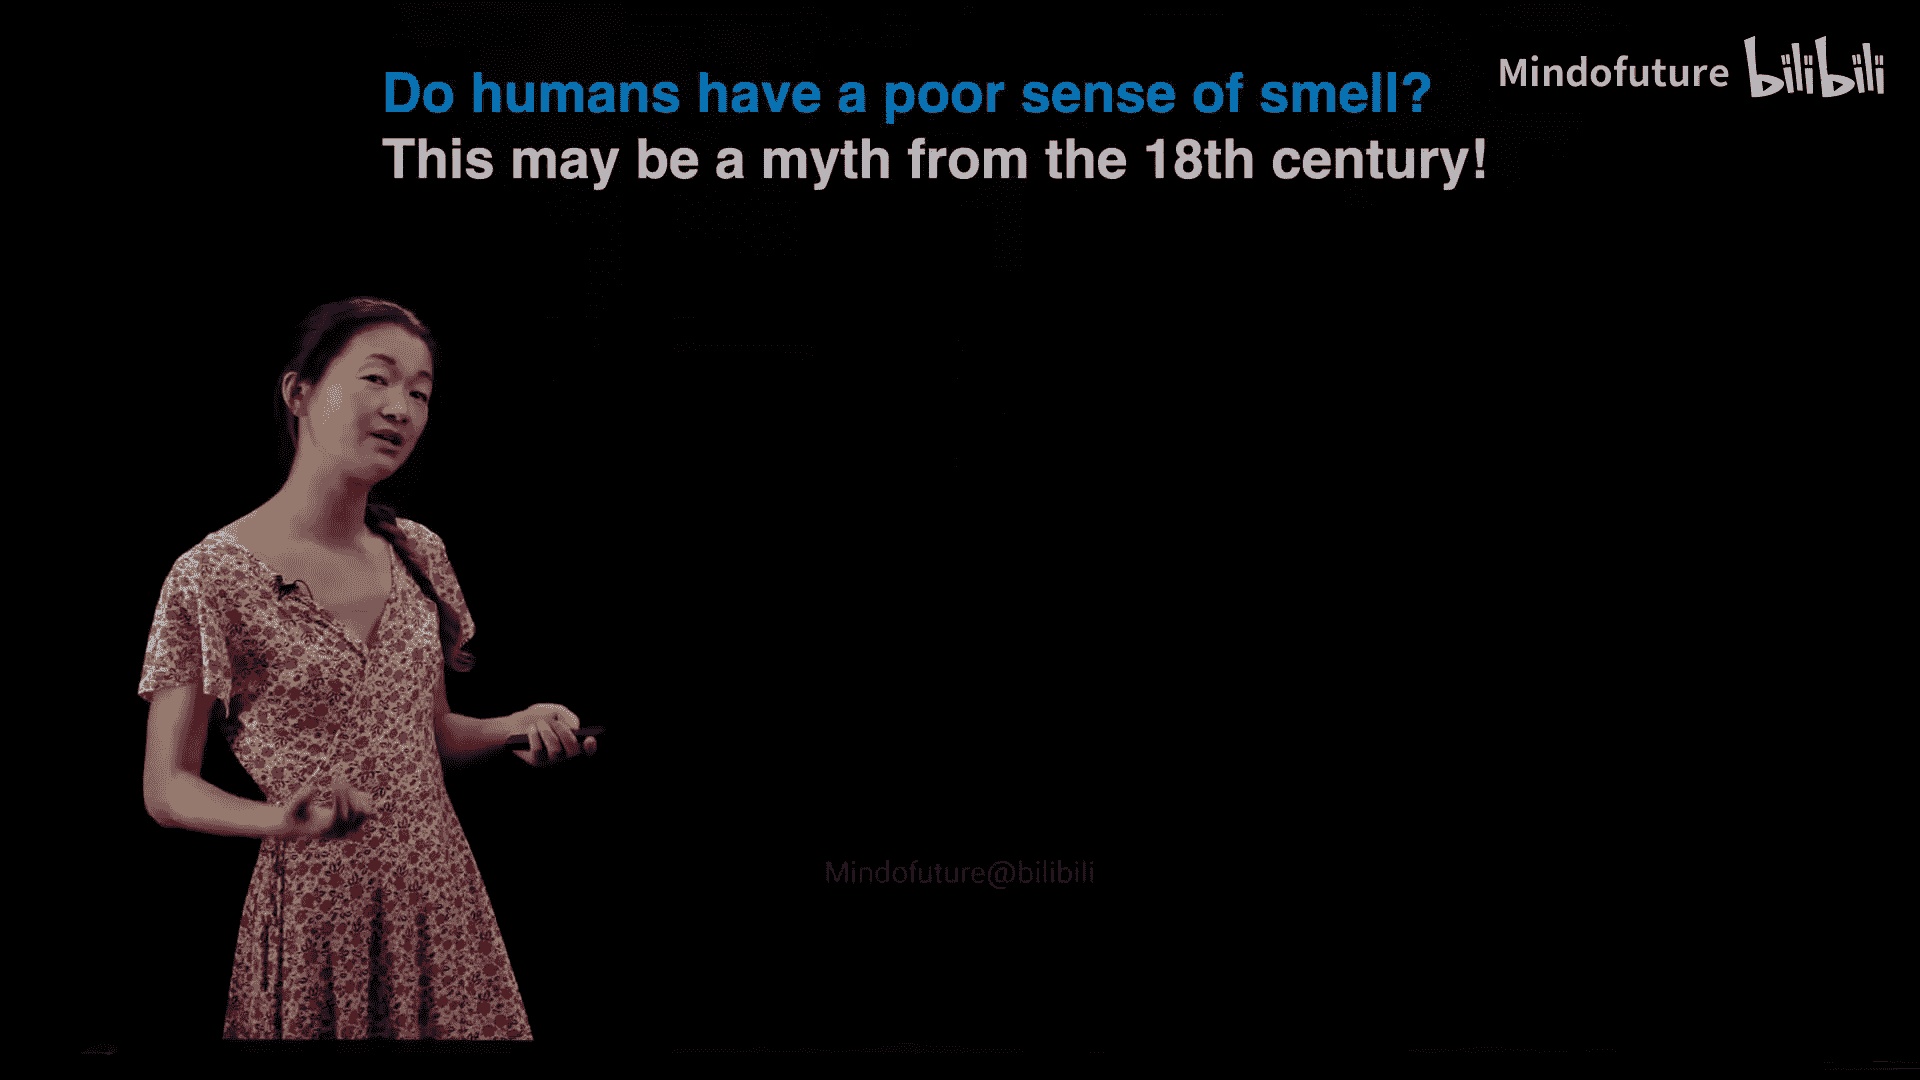 Do humans have a poor sense of smell?
This may be a myth from the 18th century!
Mindofuture bilibili
Mindofuture@bilibili